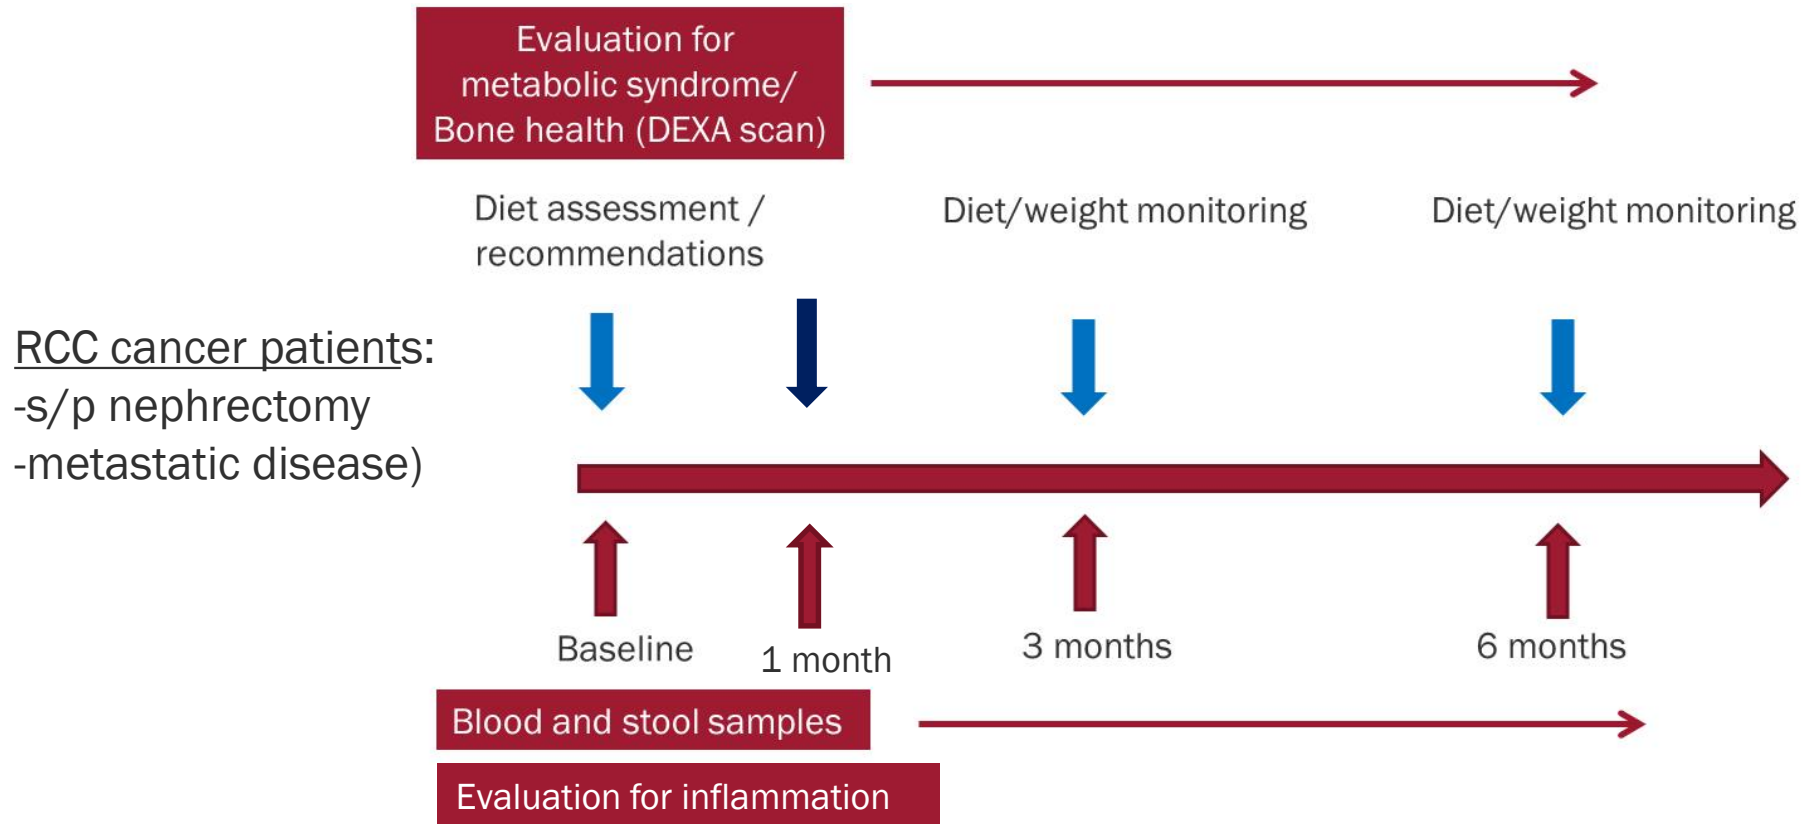 Evaluation for
metabolic syndrome/
Bone health (DEXA scan)
Diet assessment /
recommendations
Diet/weight monitoring
Diet/weight monitoring
RCC cancer patients:
-s/p nephrectomy
-metastatic disease)
Baseline
1 month
3 months
6 months
Blood and stool samples
Evaluation for inflammation